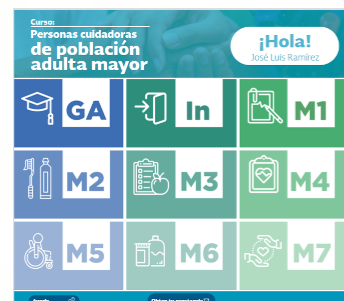 Curso:
Personas cuidadoras
de población
adulta mayor
¡Hola!
José Luis Ramírez
GA
In
M1
M2
M3
M4
M5
M6
M7